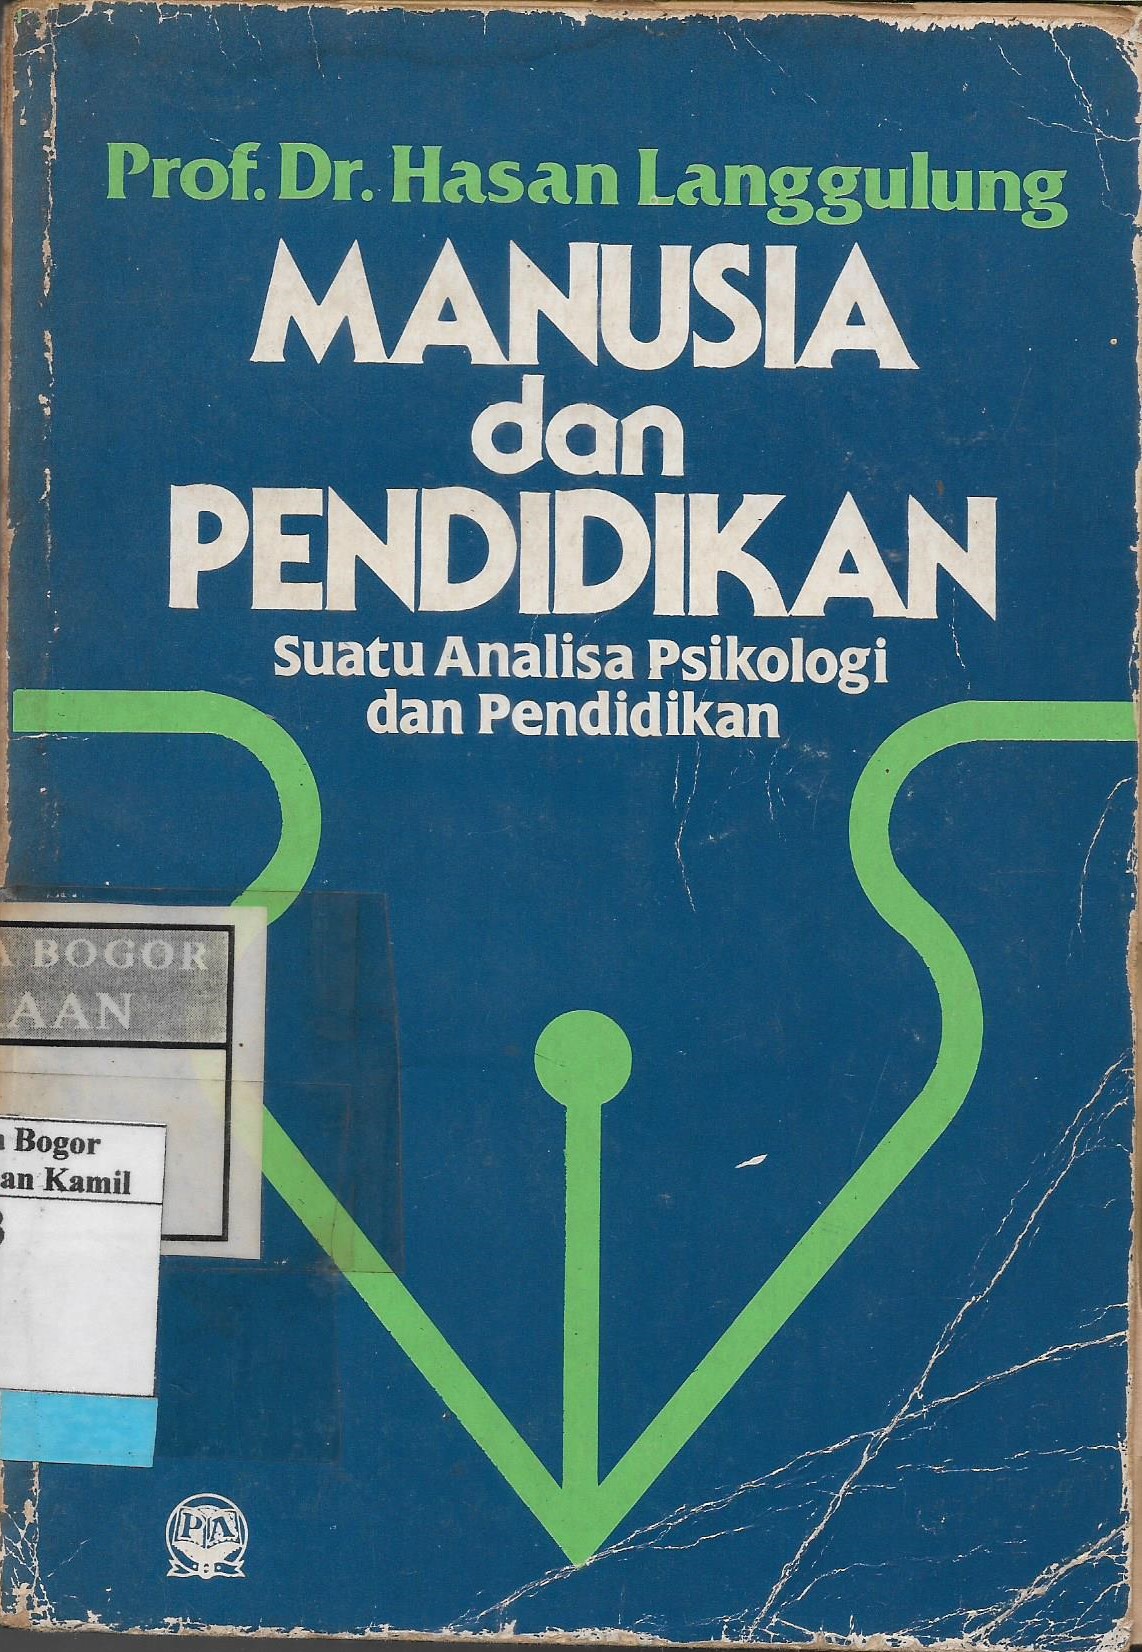 Prof. Dr. Hasan Langgulung
MANUSIA
dan
PENDIDIKAN
Suatu Analisa Psikologi
dan Pendidikan
A BOGOR
AAN
Bogor
an Kamil
PA